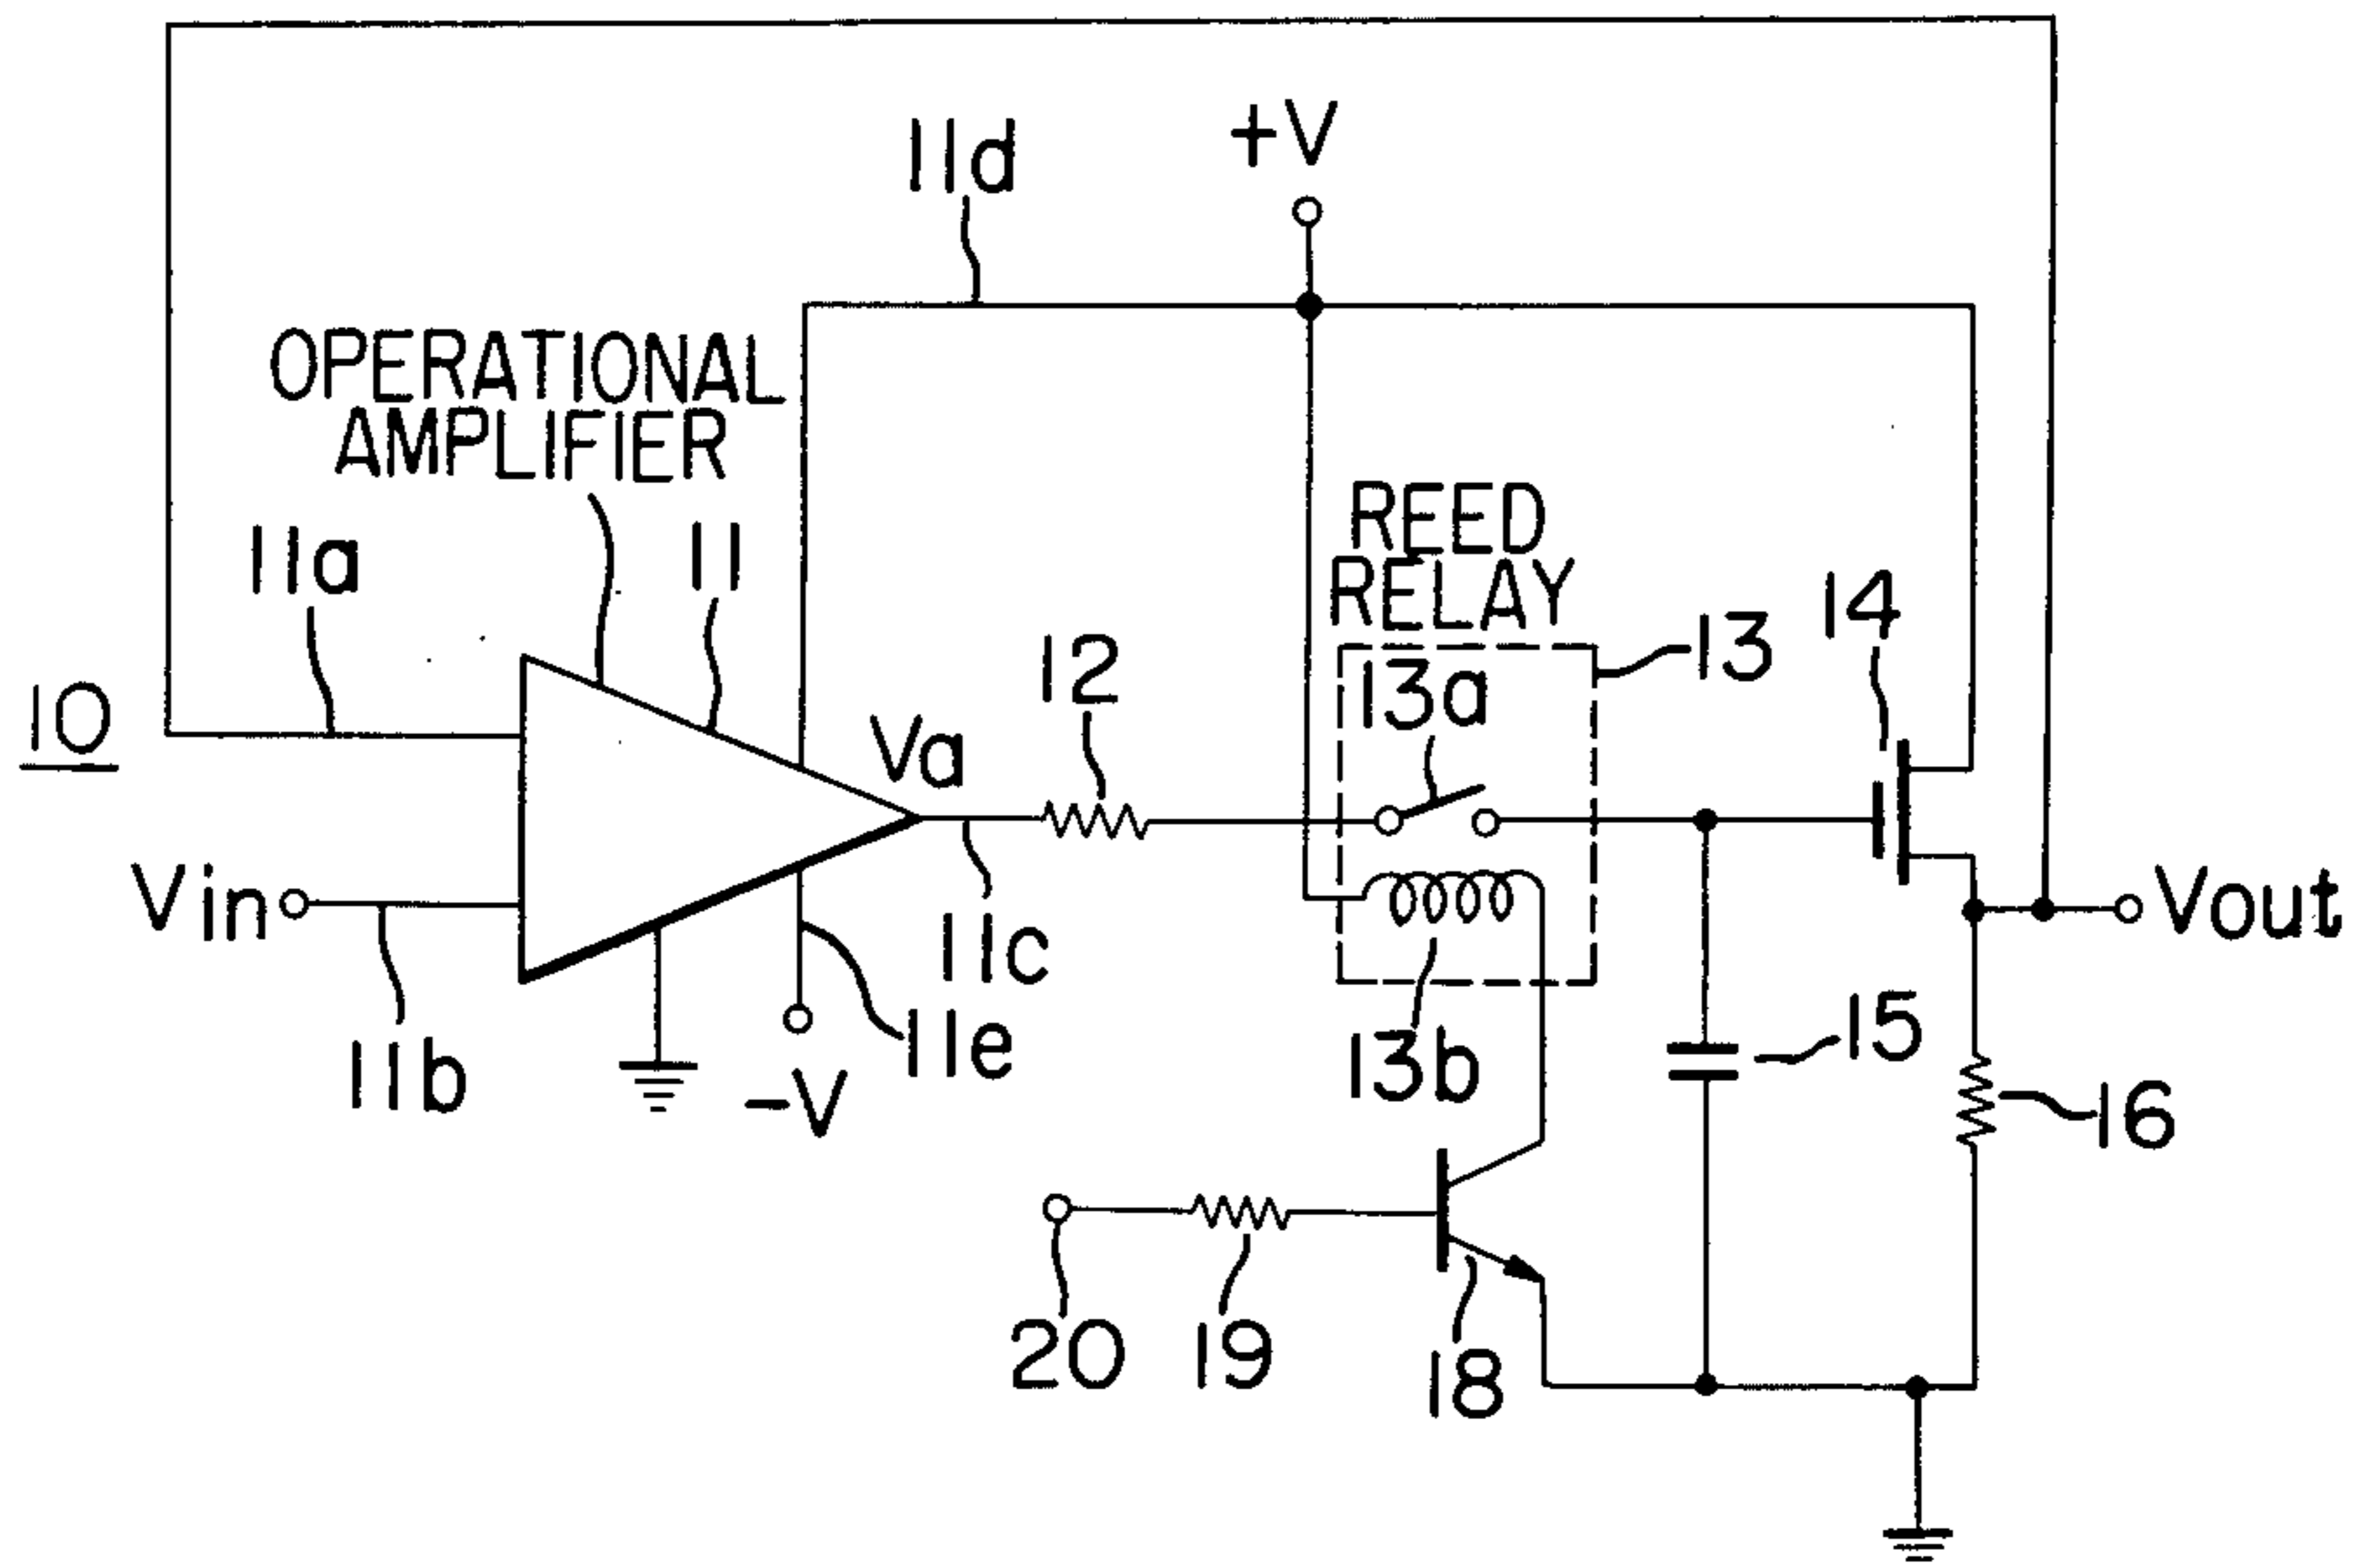 +V
11d
OPERATIONAL
AMPLIFIER
11a
11
REED
RELAY
14
13
12
13a
10
Va
Vin
Vout
11c
11b
11e
-V
13b
15
16
20
19
18